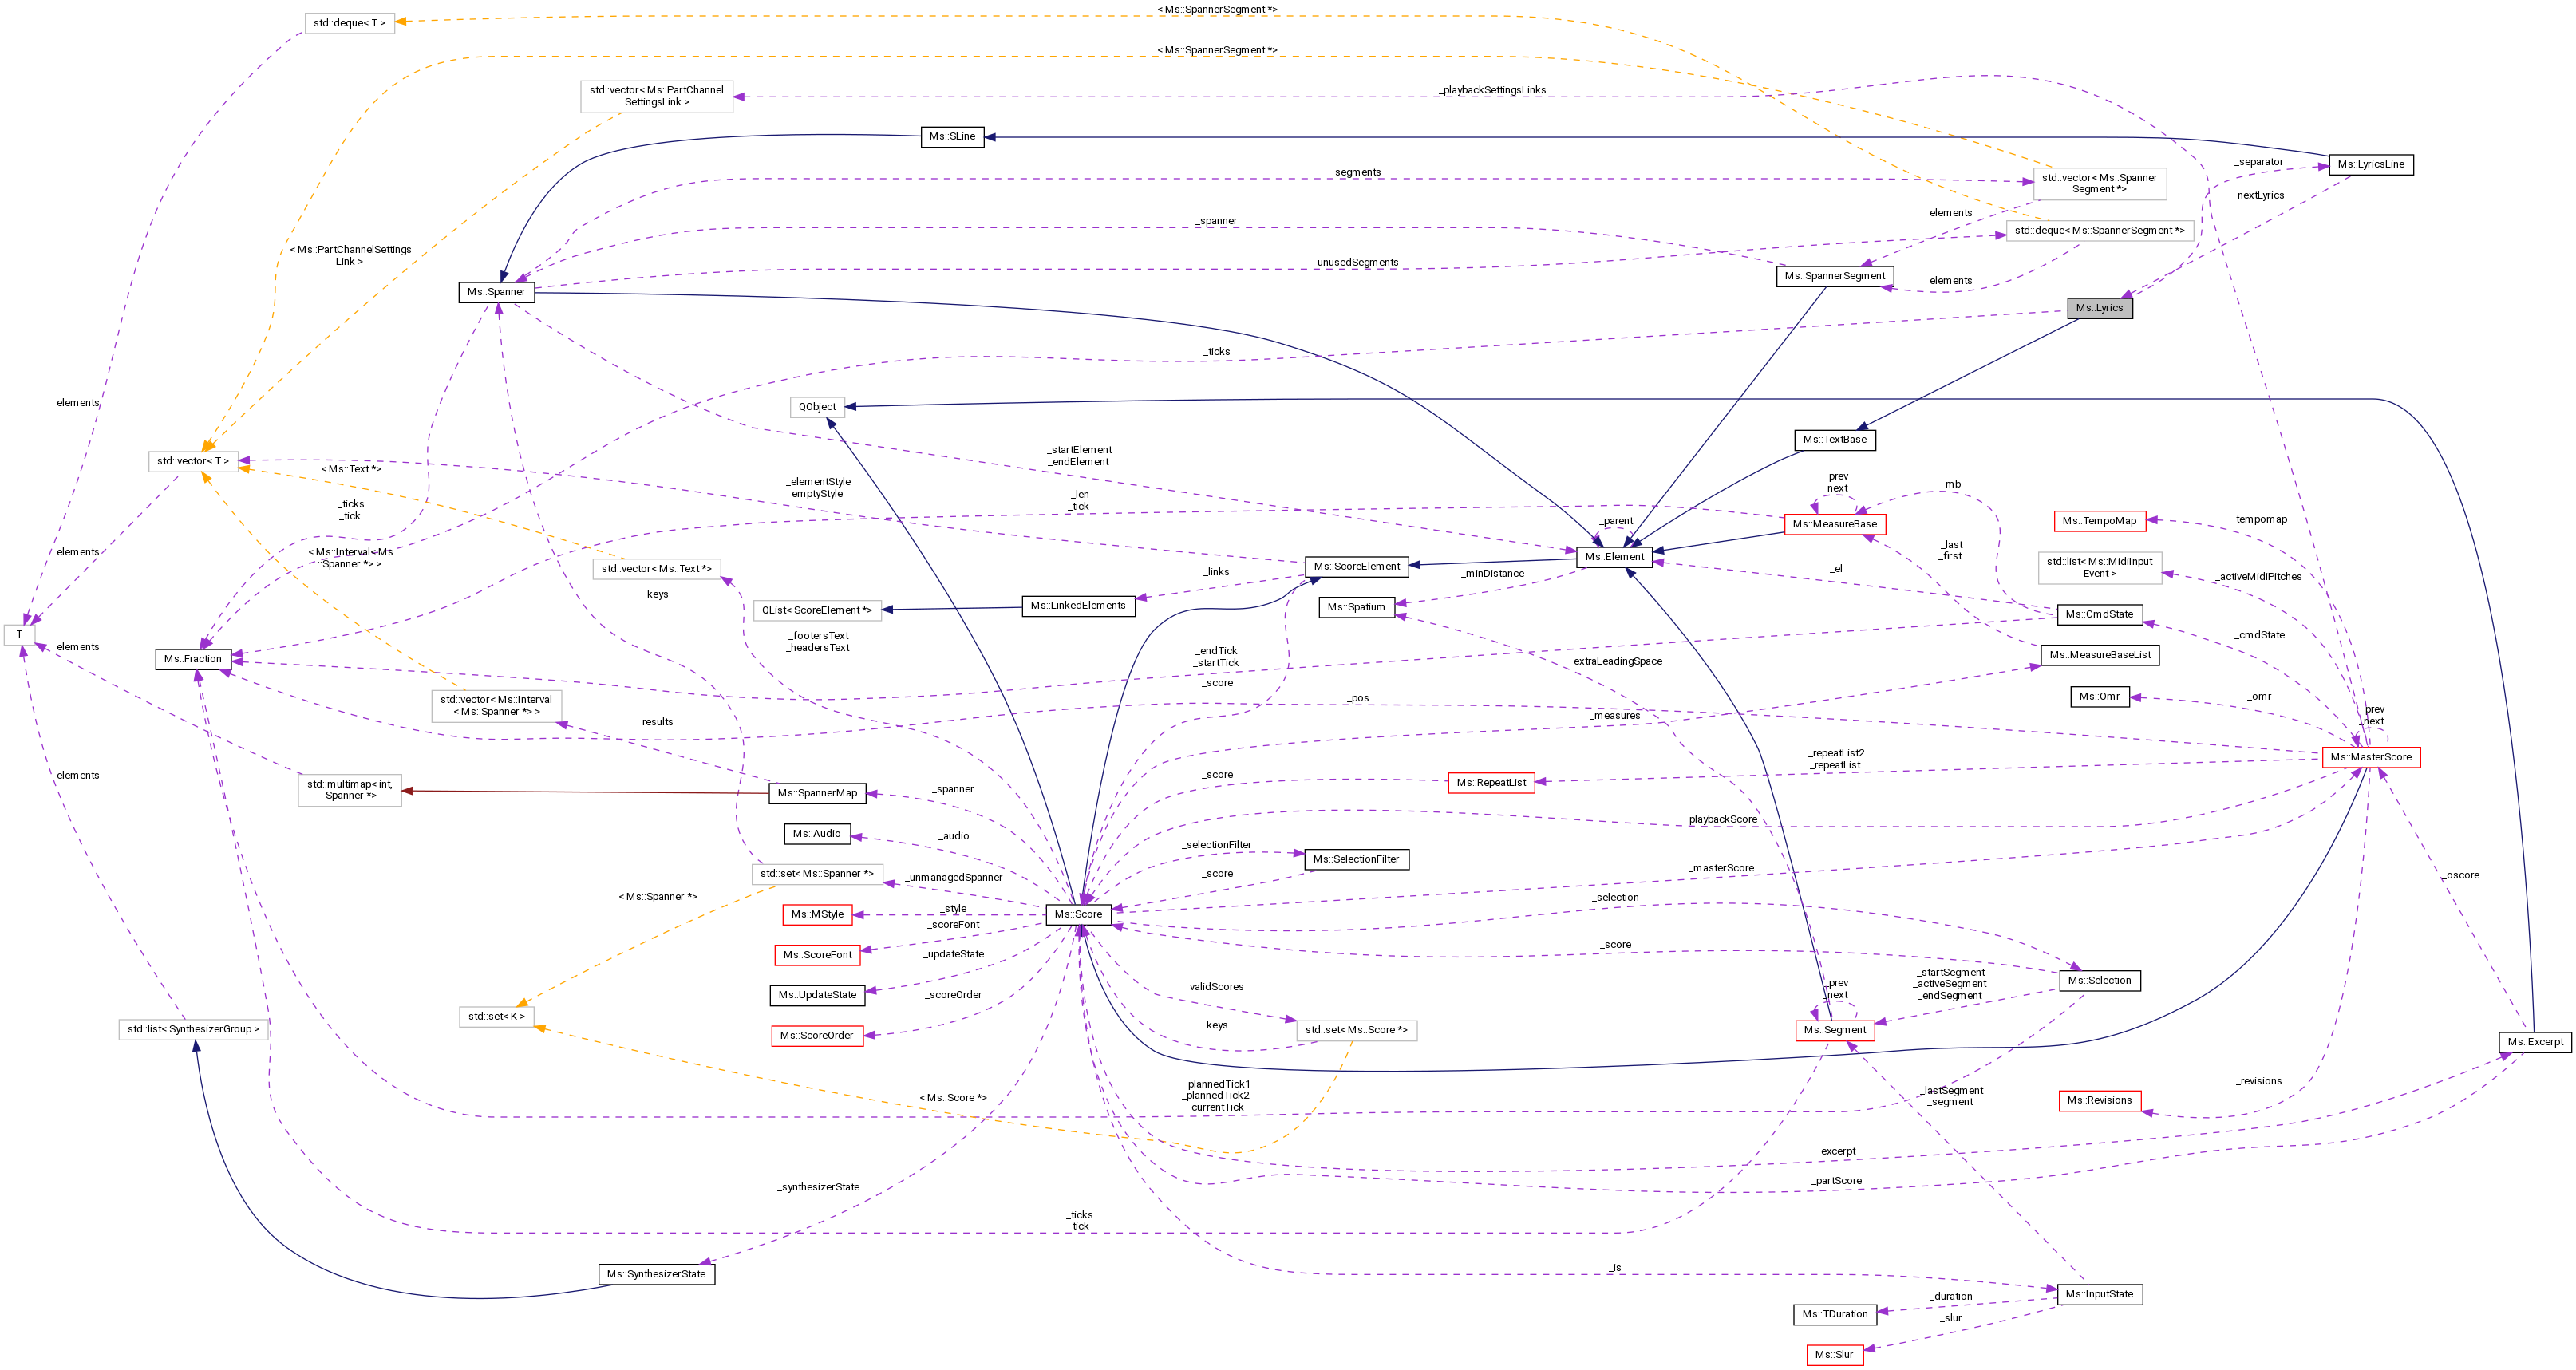 < Ms::SpannerSegment *>
std::deque< T >
< Ms::SpannerSegment *>
std::vector< Ms::PartChannel
SettingsLink >
_playbackSettingsLinks
Ms::SLine
_separator
Ms::LyricsLine
segments
std::vector< Ms::Spanner
Segment *>
_nextLyrics
elements
_spanner
std::deque< Ms::SpannerSegment *>
< Ms::PartChannelSettings
Link >
unusedSegments
Ms::SpannerSegment
elements
Ms::Spanner
Ms::Lyrics
_ticks
elements
QObject
Ms::TextBase
_startElement
_endElement
std::vector< T >
< Ms::Text *>
_elementStyle
emptyStyle
_len
_tick
_prev
_next
_mb
_ticks
_tick
_parent
Ms::MeasureBase
Ms::TempoMap
_tempomap
elements
< Ms::Interval< Ms
::Spanner *> >
std::vector< Ms::Text *>
Ms::ScoreElement
Ms::Element
_last
_first
std::list< Ms::MidiInput
Event >
_activeMidiPitches
_links
_minDistance
_el
keys
QList< ScoreElement *>
Ms::LinkedElements
Ms::Spatium
Ms::CmdState
T
_footersText
_headersText
_cmdState
elements
Ms::Fraction
_endTick
_startTick
_extraLeadingSpace
Ms::MeasureBaseList
_score
std::vector< Ms::Interval
< Ms::Spanner *> >
_pos
Ms::Omr
_omr
results
_measures
_prev
_next
elements
_repeatList2
_repeatList
Ms::MasterScore
std::multimap< int,
Spanner *>
Ms::SpannerMap
_spanner
_score
Ms::RepeatList
Ms::Audio
_audio
_playbackScore
_selectionFilter
Ms::SelectionFilter
std::set< Ms::Spanner *>
_unmanagedSpanner
_score
_masterScore
_oscore
< Ms::Spanner *>
Ms::MStyle
_style
Ms::Score
_selection
_scoreFont
Ms::ScoreFont
_score
_updateState
Ms::UpdateState
_startSegment
_activeSegment
_endSegment
Ms::Selection
_prev
_next
validScores
_scoreOrder
std::set< K >
keys
std::set< Ms::Score *>
Ms::Segment
std::list< SynthesizerGroup >
Ms::ScoreOrder
Ms::Excerpt
_plannedTick1
_plannedTick2
_currentTick
_lastSegment
_segment
_revisions
< Ms::Score *>
Ms::Revisions
_excerpt
_synthesizerState
_partScore
_ticks
_tick
Ms::SynthesizerState
_is
Ms::InputState
_duration
Ms::TDuration
_slur
Ms::Slur